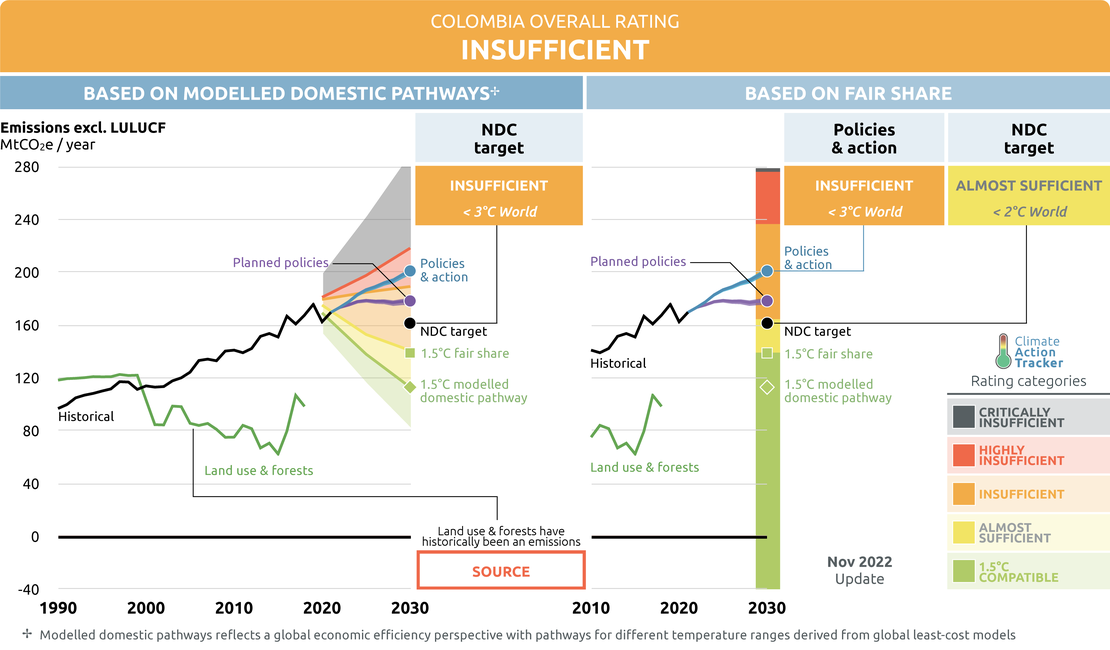 COLOMBIA OVERALL RATING
INSUFFICIENT
BASED ON MODELLED DOMESTIC PATHWAYS✢
BASED ON FAIR SHARE
Emissions excl. LULUCF
MtCO₂e / year
NDC
target
INSUFFICIENT
< 3°C World
Policies
& action
INSUFFICIENT
< 3°C World
NDC
target
ALMOST SUFFICIENT
< 2°C World
280
240
200
160
120
80
40
0
-40
Planned policies
Policies
& action
NDC target
1.5°C fair share
1.5°C modelled
domestic pathway
Historical
Land use & forests
Land use & forests have
historically been an emissions
SOURCE
1990
2000
2010
2020
2030
Planned policies
Policies
& action
NDC target
Historical
1.5°C fair share
1.5°C modelled
domestic pathway
Land use & forests
2010
2020
2030
Nov 2022
Update
Climate
Action
Tracker
Rating categories
CRITICALLY
INSUFFICIENT
HIGHLY
INSUFFICIENT
INSUFFICIENT
ALMOST
SUFFICIENT
1.5°C
COMPATIBLE
✢ Modelled domestic pathways reflects a global economic efficiency perspective with pathways for different temperature ranges derived from global least-cost models